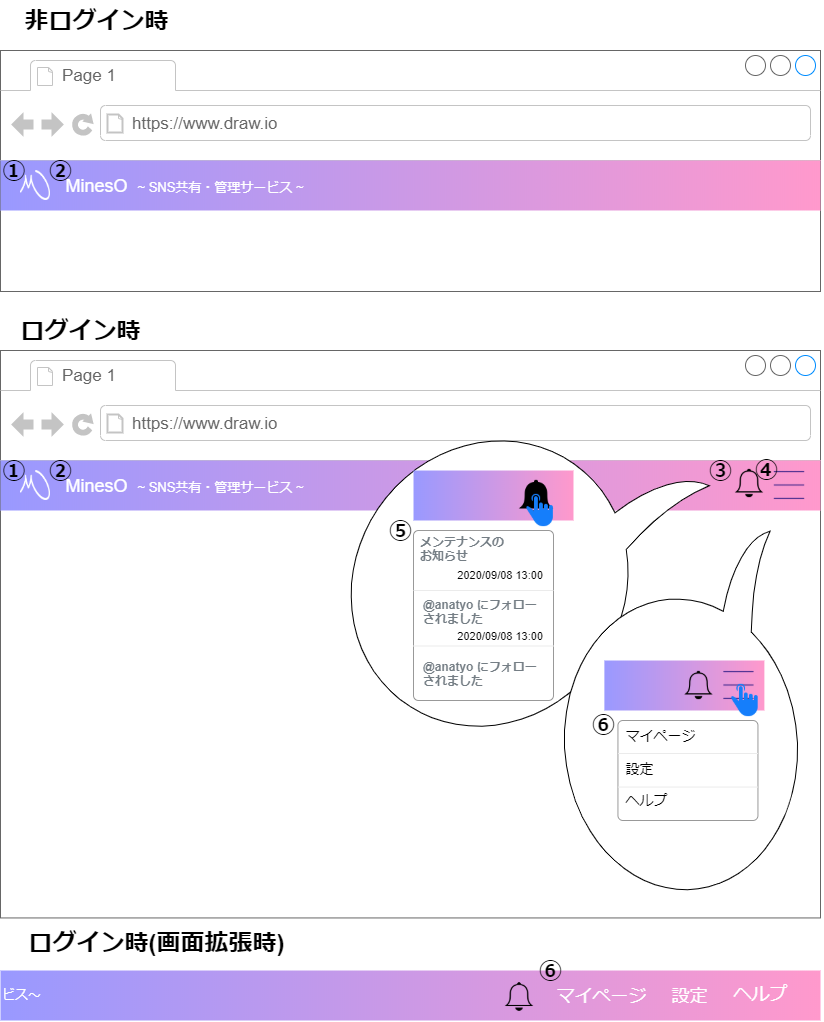 非ログイン時
Page 1
https://www.draw.io
① ② MinesO ~ SNS共有・管理サービス ~
ログイン時
Page 1
https://www.draw.io
① ② MinesO ~ SNS共有・管理サービス ~
③ ④
⑤
メンテナンスの
お知らせ
2020/09/08 13:00
@anatyo にフォロー
されました
2020/09/08 13:00
@anatyo にフォロー
されました
⑥
マイページ
設定
ヘルプ
ログイン時(画面拡張時)
⑥
ビス〜 マイページ 設定 ヘルプ